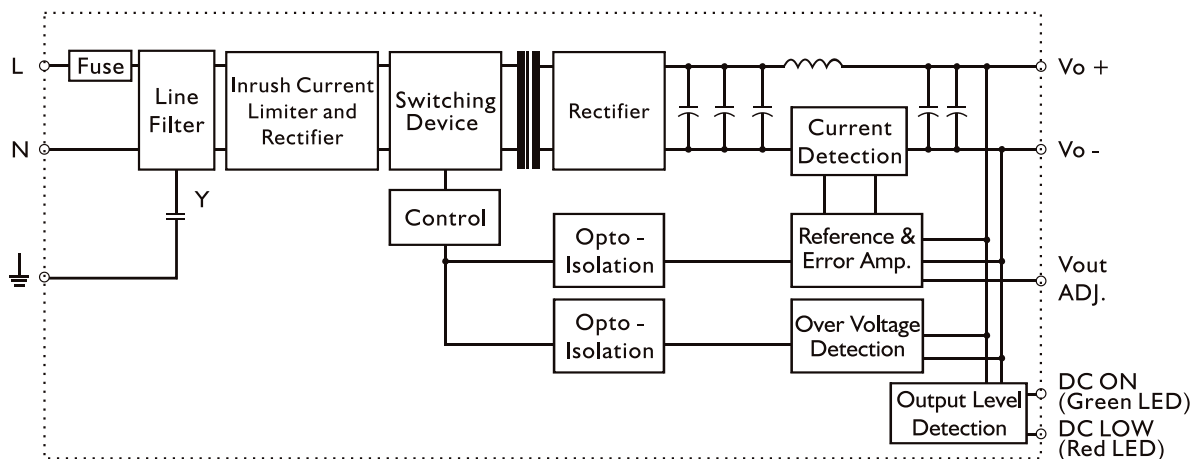 L
Fuse
Line
Filter
Inrush Current
Limiter and
Rectifier
Switching
Device
Rectifier
Current
Detection
Vo +
N
Vo -
Y
Control
Opto -
Isolation
Reference &
Error Amp.
Vout
ADJ.
Opto -
Isolation
Over Voltage
Detection
Output Level
Detection
DC ON
(Green LED)
DC LOW
(Red LED)